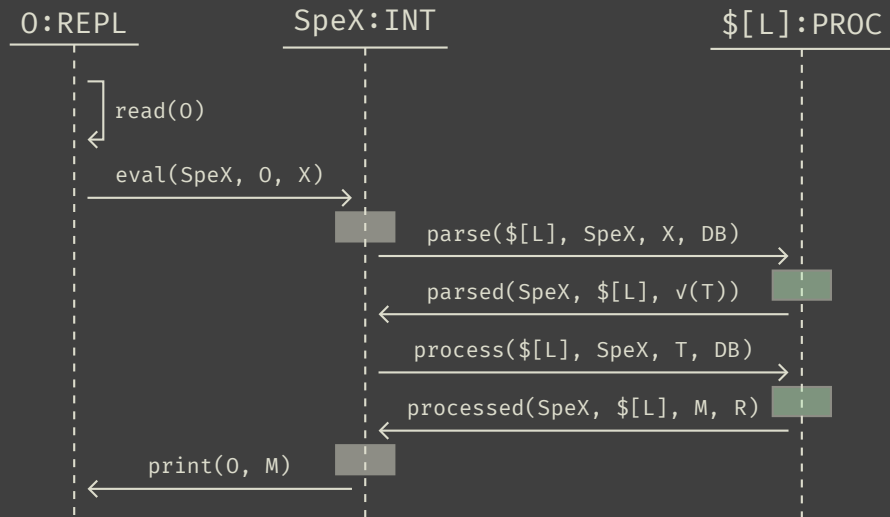 O:REPL
SpeX:INT
$[L]:PROC
read(O)
eval(SpeX, O, X)
parse($[L], SpeX, X, DB)
parsed(SpeX, $[L], √(T))
process($[L], SpeX, T, DB)
processed(SpeX, $[L], M, R)
print(O, M)